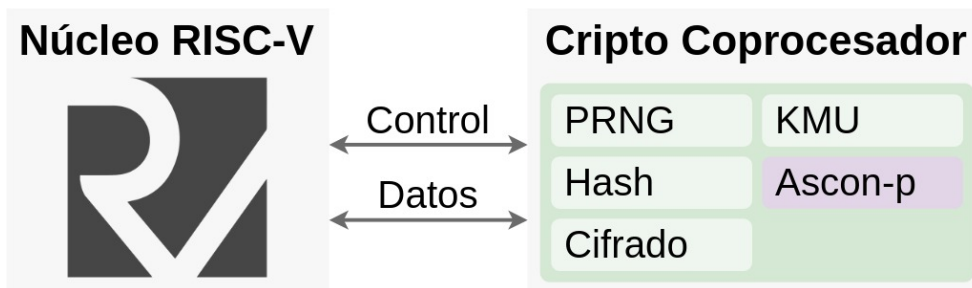 Núcleo RISC-V
Control
Datos
Cripto Coprocesador
PRNG
KMU
Hash
Ascon-p
Cifrado